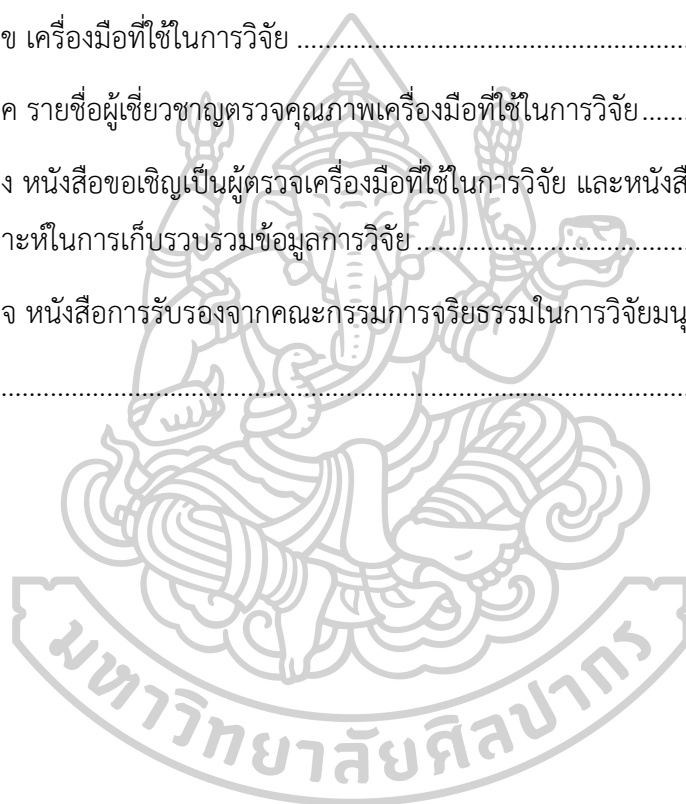 ข เครื่องมือที่ใช้ในการวิจัย ........................................................
ค รายชื่อผู้เชี่ยวชาญตรวจคุณภาพเครื่องมือที่ใช้ในการวิจัย.......
ง หนังสือขอเชิญเป็นผู้ตรวจเครื่องมือที่ใช้ในการวิจัย และหนังสื
าะห์ในการเก็บรวบรวมข้อมูลการวิจัย.......................................
จ หนังสือการรับรองจากคณะกรรมการจริยธรรมในการวิจัยมนุ
......................................................................................................
มหาวิทยาลัยศิลปากร